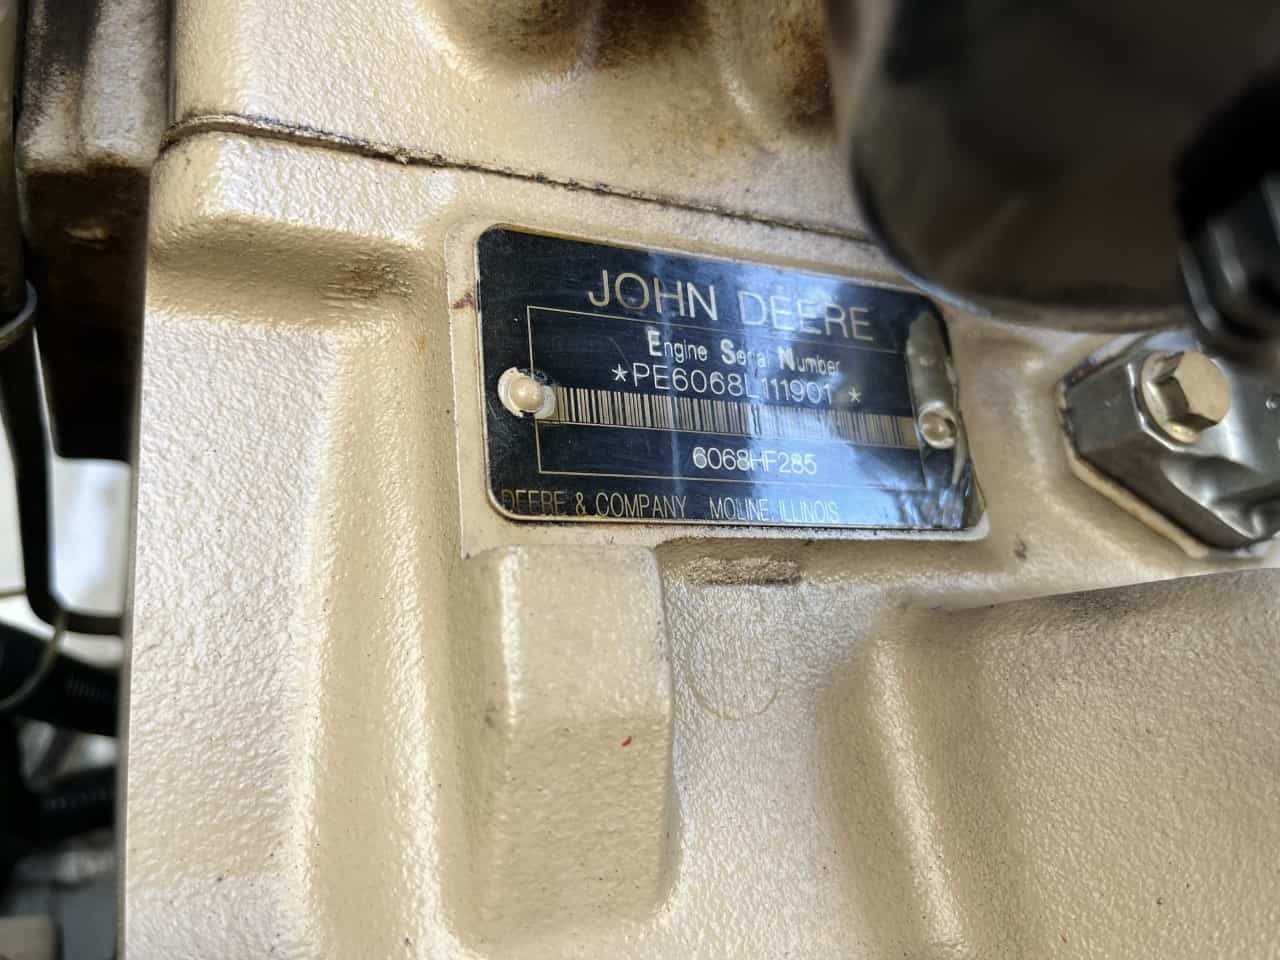 JOHN DEERE
Engine Serial Number
*PE6068L111901*
6068HF285
DEERE & COMPANY MOLINE, ILLINOIS